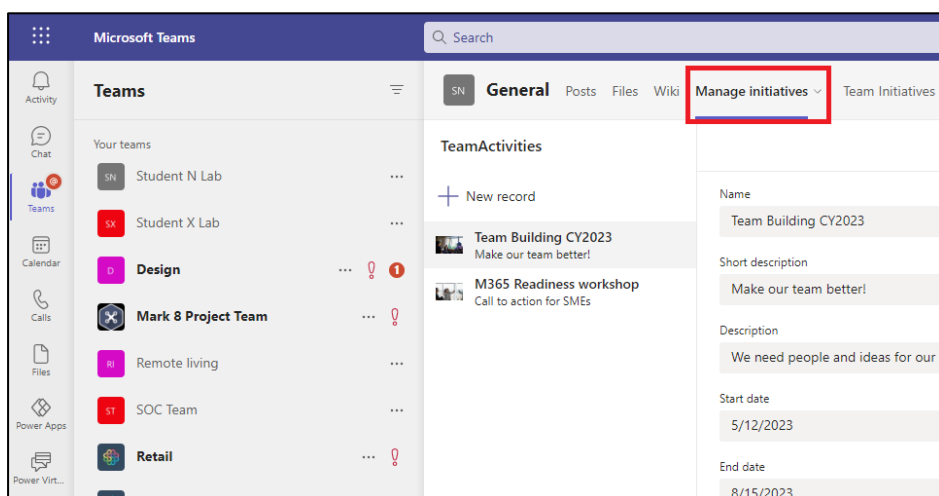 Microsoft Teams
Search
Activity
Chat
Teams
Calendar
Calls
Files
Power Apps
Power Virt...
@
Teams
Your teams
SN Student N Lab ...
SX Student X Lab ...
D Design ... 1
Mark 8 Project Team ...
RI Remote living ...
ST SOC Team ...
Retail ...
SN General Posts Files Wiki Manage initiatives Team Initiatives
TeamActivities
New record
Team Building CY2023
Make our team better!
M365 Readiness workshop
Call to action for SMEs
Name
Team Building CY2023
Short description
Make our team better!
Description
We need people and ideas for our
Start date
5/12/2023
End date
8/15/2023